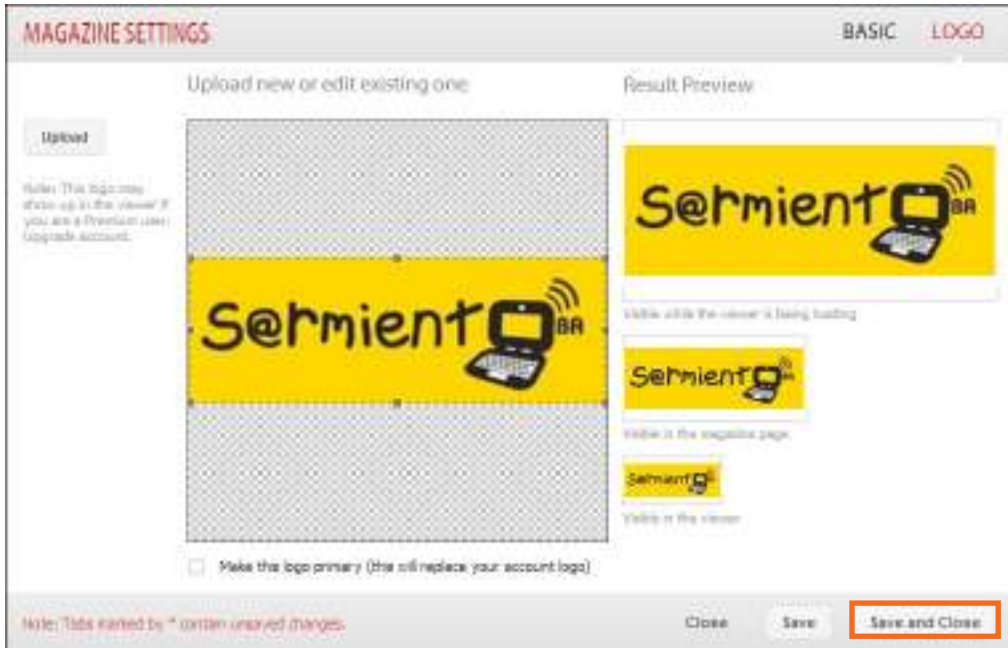 MAGAZINE SETTINGS
BASIC LOGO
Upload new or edit existing one
Result Preview
Upload
Note: This logo may
show up in the viewer if
you are a Premium user.
Upgrade account.
S@rmient
BA
S@rmient
BA
Visible while the viewer is being loading
S@rmient
Visible in the magazine page
S@rmient
Visible in the viewer
Make this logo primary (this will replace your account logo)
Note: Tabs marked by * contain unsaved changes.
Close Save Save and Close